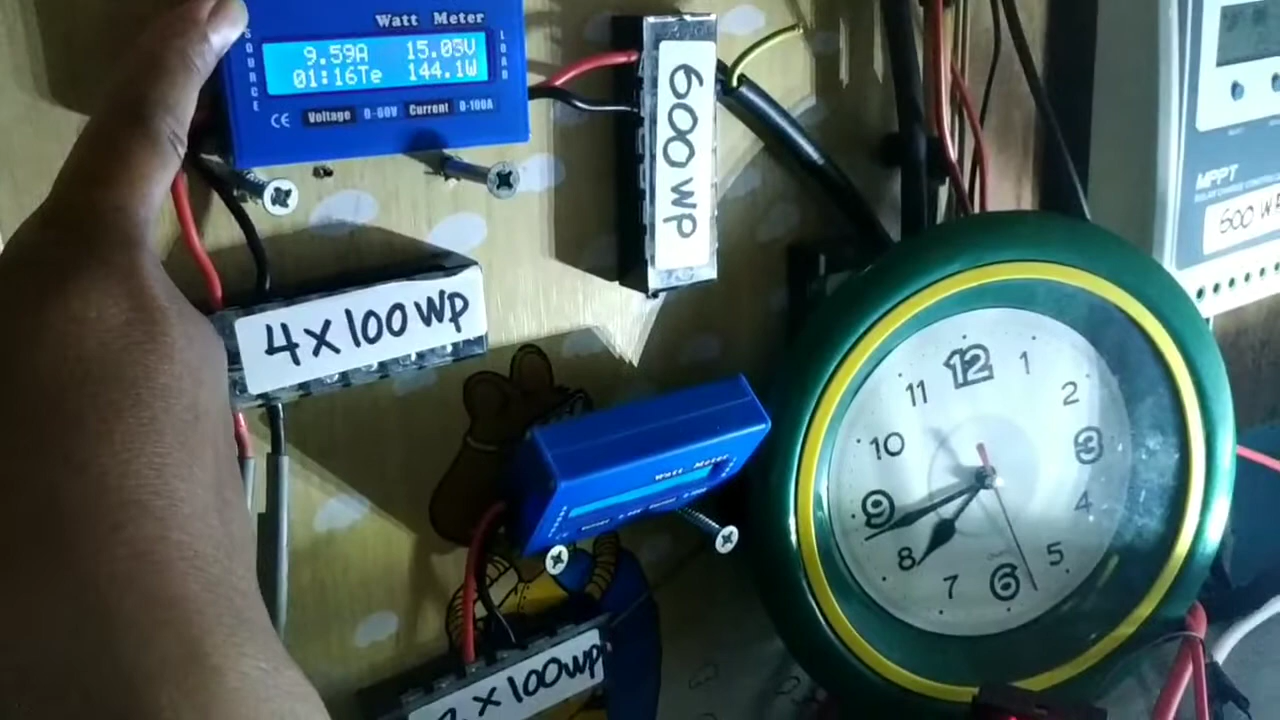 Watt Meter
SOURCE
9.59A 15.05V
01:16Te 144.1W
LOAD
CE Voltage 0-60V Current 0-100A
600 WP
4 X 100 WP
MPPT
SOLAR CHARGE CONTROLLER
600 WP
Watt Meter
X 100 WP
12
1
2
3
4
5
6
7
8
9
10
11